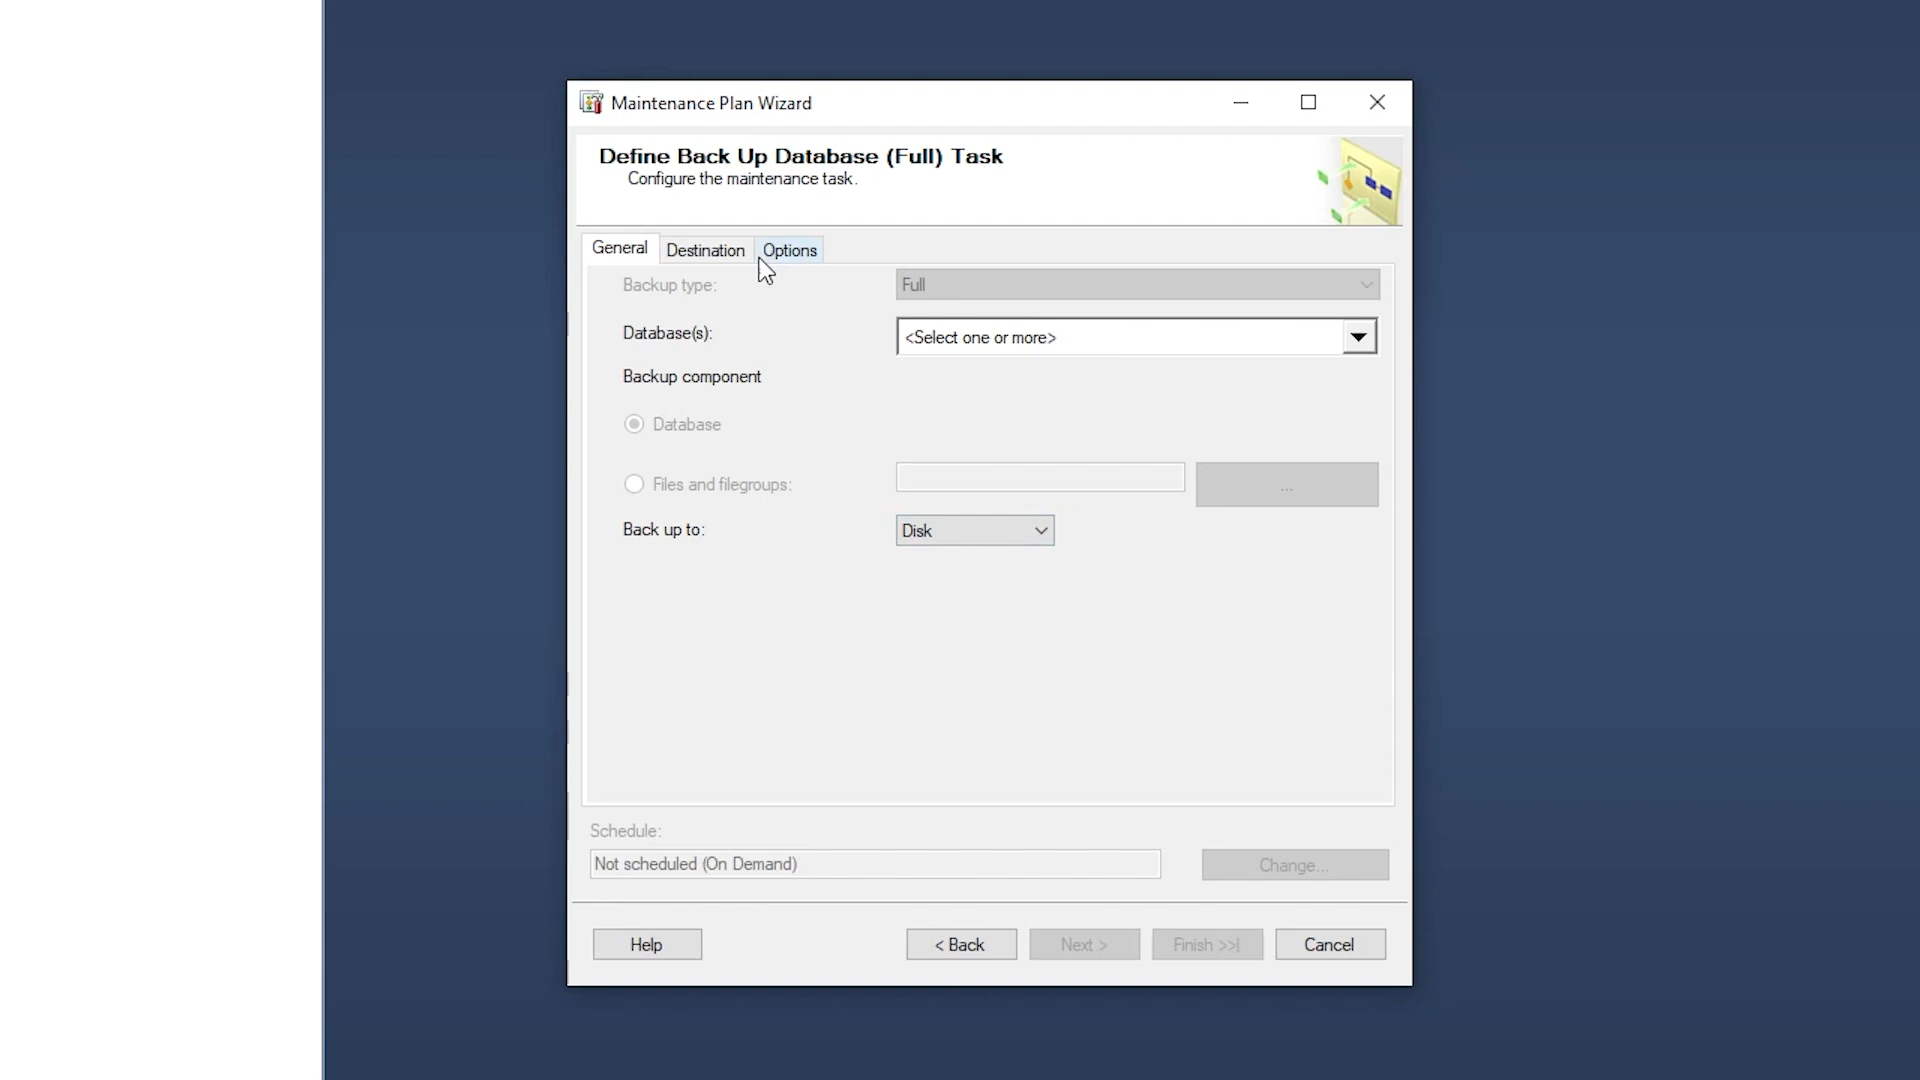 Maintenance Plan Wizard
Define Back Up Database (Full) Task
Configure the maintenance task.
General Destination Options
Backup type: Full
Database(s): <Select one or more>
Backup component
Database
Files and filegroups: ...
Back up to: Disk
Schedule:
Not scheduled (On Demand) Change...
Help < Back Next > Finish >>| Cancel